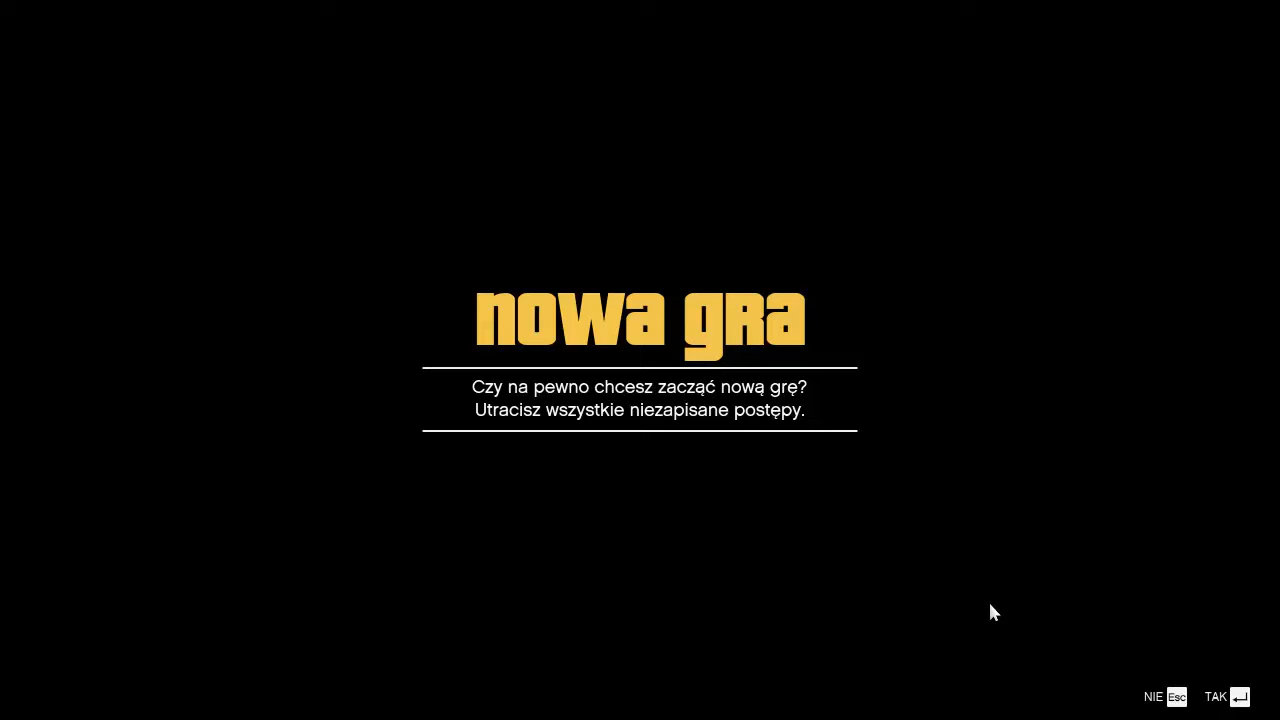 nowa gra
Czy na pewno chcesz zacząć nową grę?
Utracisz wszystkie niezapisane postępy.
NIE Esc TAK